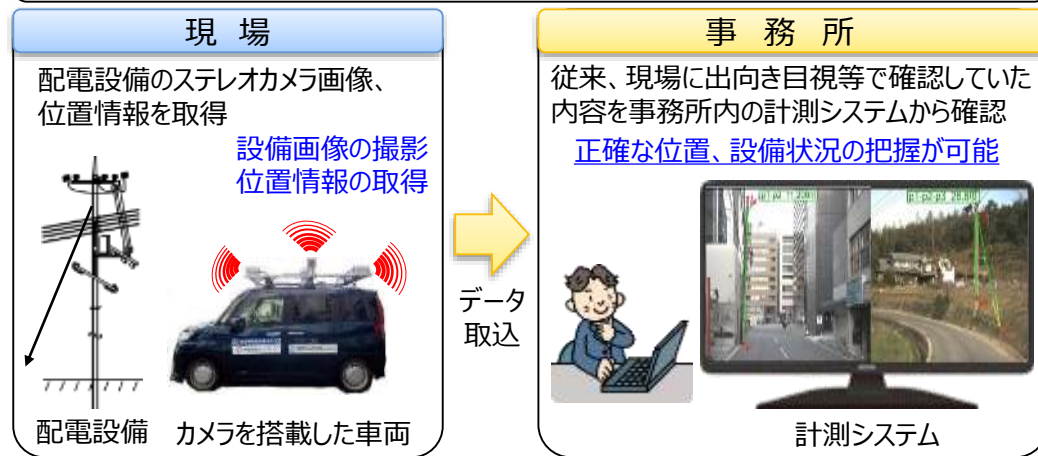 現 場
配電設備のステレオカメラ画像、
位置情報を取得
設備画像の撮影
位置情報の取得
配電設備
カメラを搭載した車両
データ
取込
事 務 所
従来、現場に出向き目視等で確認していた
内容を事務所内の計測システムから確認
正確な位置、設備状況の把握が可能
計測システム